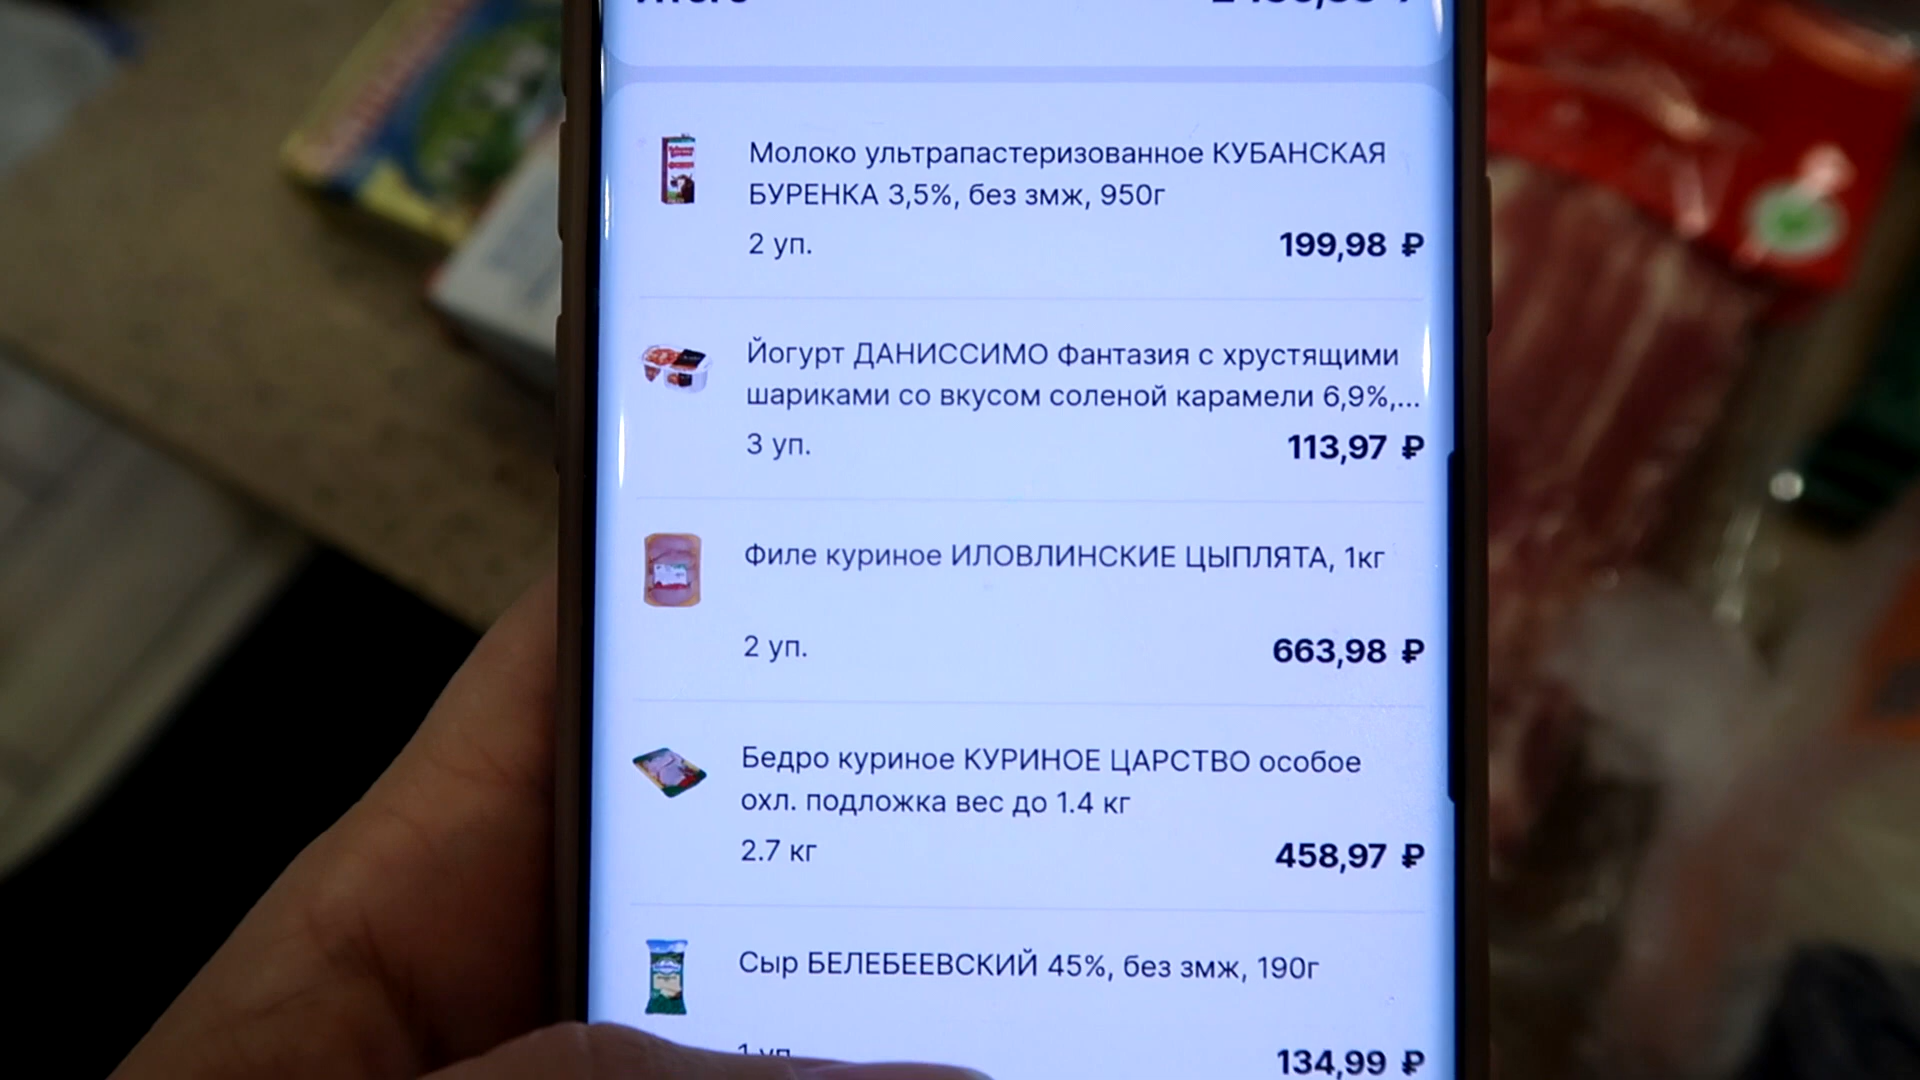 Итого
Молоко ультрапастеризованное КУБАНСКАЯ
БУРЕНКА 3,5%, без змж, 950г
2 уп.
199,98 ₽
Йогурт ДАНИССИМО Фантазия с хрустящими
шариками со вкусом соленой карамели 6,9%,...
3 уп.
113,97 ₽
Филе куриное ИЛОВЛИНСКИЕ ЦЫПЛЯТА, 1кг
2 уп.
663,98 ₽
Бедро куриное КУРИНОЕ ЦАРСТВО особое
охл. подложка вес до 1.4 кг
2.7 кг
458,97 ₽
Сыр БЕЛЕБЕЕВСКИЙ 45%, без змж, 190г
1 уп.
134,99 ₽